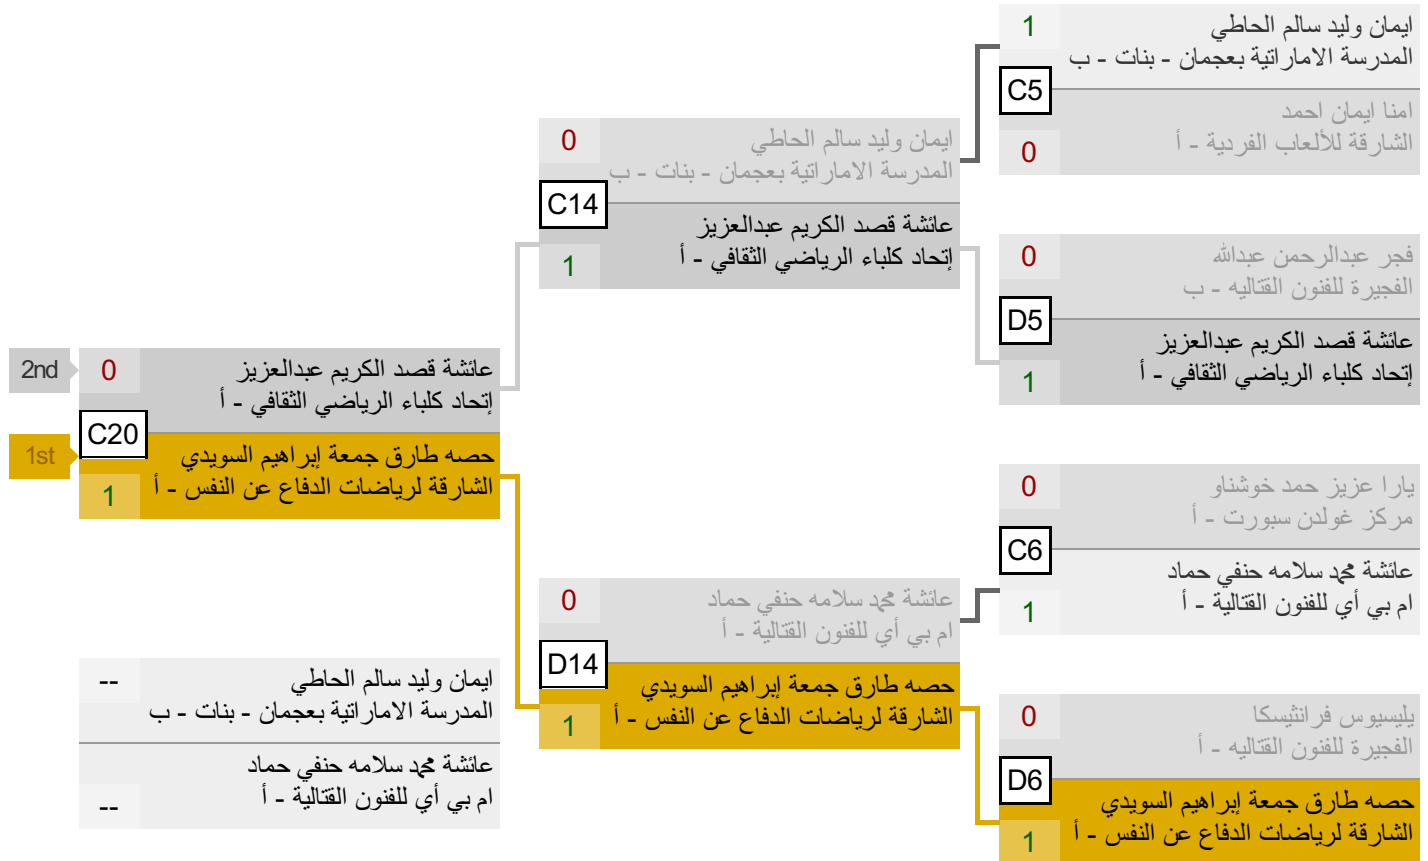 1
ايمان وليد سالم الحاطي
المدرسة الاماراتية بعجمان - بنات - ب
C5
امنا ايمان احمد
الشارقة للألعاب الفردية - أ
0
0
ايمان وليد سالم الحاطي
المدرسة الاماراتية بعجمان - بنات - ب
C14
عائشة قصد الكريم عبدالعزيز
إتحاد كلباء الرياضي الثقافي - أ
1
0
فجر عبدالرحمن عبدالله
الفجيرة للفنون القتاليه - ب
D5
عائشة قصد الكريم عبدالعزيز
إتحاد كلباء الرياضي الثقافي - أ
1
2nd
0
عائشة قصد الكريم عبدالعزيز
إتحاد كلباء الرياضي الثقافي - أ
C20
1st
حصه طارق جمعة إبراهيم السويدي
الشارقة لرياضات الدفاع عن النفس - أ
1
0
يارا عزيز حمد خوشناو
مركز غولدن سبورت - أ
C6
عائشة محمد سلامه حنفي حماد
ام بي أي للفنون القتالية - أ
1
0
عائشة محمد سلامه حنفي حماد
ام بي أي للفنون القتالية - أ
D14
حصه طارق جمعة إبراهيم السويدي
الشارقة لرياضات الدفاع عن النفس - أ
1
--
ايمان وليد سالم الحاطي
المدرسة الاماراتية بعجمان - بنات - ب
عائشة محمد سلامه حنفي حماد
ام بي أي للفنون القتالية - أ
--
0
يليسيوس فرانثيسكا
الفجيرة للفنون القتاليه - أ
D6
حصه طارق جمعة إبراهيم السويدي
الشارقة لرياضات الدفاع عن النفس - أ
1